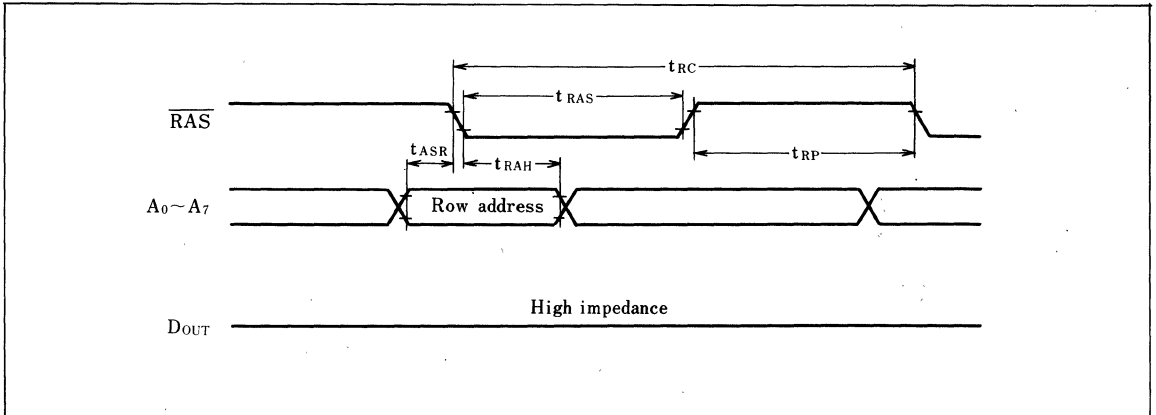 tRC
tRAS
RAS
tASR
tRAH
tRP
A0~A7
Row address
High impedance
DOUT